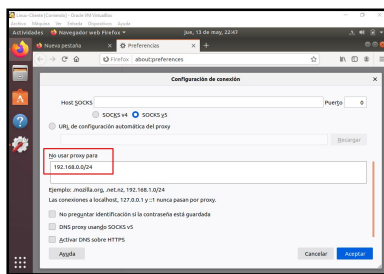 Linux-Cliente [Corriendo] - Oracle VM VirtualBox
Archivo Máquina Ver Entrada Dispositivos Ayuda
Actividades Navegador web Firefox jue, 13 de may, 22:47
Nueva pestaña Preferencias
Firefox about:preferences
Configuración de conexión
Host SOCKS Puerto 0
SOCKS v4 SOCKS v5
URL de configuración automática del proxy
Recargar
No usar proxy para
192.168.0.0/24
Ejemplo: .mozilla.org, .net.nz, 192.168.1.0/24
Las conexiones a localhost, 127.0.0.1 y ::1 nunca pasan por proxy.
No preguntar identificación si la contraseña está guardada
DNS proxy usando SOCKS v5
Activar DNS sobre HTTPS
Ayuda Cancelar Aceptar